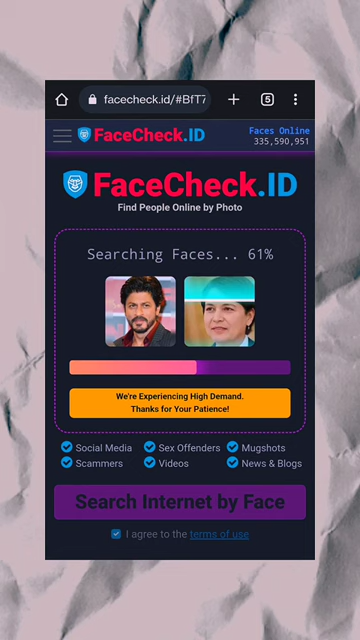 facecheck.id/#BfT7
5
FaceCheck.ID
Faces Online
335,590,951
FaceCheck.ID
Find People Online by Photo
Searching Faces... 61%
We're Experiencing High Demand.
Thanks for Your Patience!
Social Media Sex Offenders Mugshots
Scammers Videos News & Blogs
Search Internet by Face
I agree to the terms of use